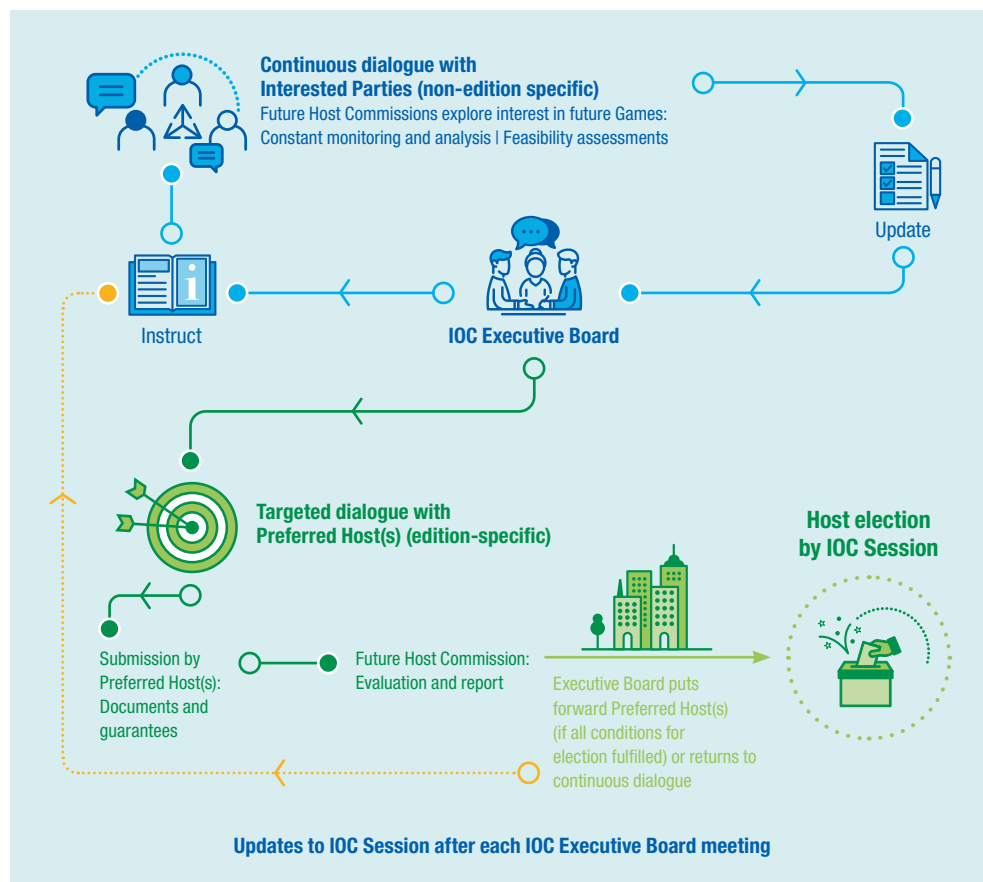 Continuous dialogue with
Interested Parties (non-edition specific)
Future Host Commissions explore interest in future Games:
Constant monitoring and analysis | Feasibility assessments
Update
i
Instruct
IOC Executive Board
Targeted dialogue with
Preferred Host(s) (edition-specific)
Host election
by IOC Session
Submission by
Preferred Host(s):
Documents and
guarantees
Future Host Commission:
Evaluation and report
Executive Board puts
forward Preferred Host(s)
(if all conditions for
election fulfilled) or returns to
continuous dialogue
Updates to IOC Session after each IOC Executive Board meeting